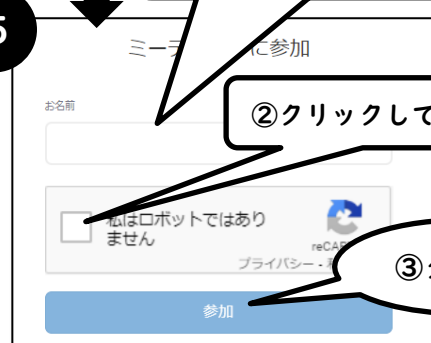 5
ミーテ に参加
お名前
②クリックして
私はロボットではあり
ません
reCAP
プライバシー -
③
参加